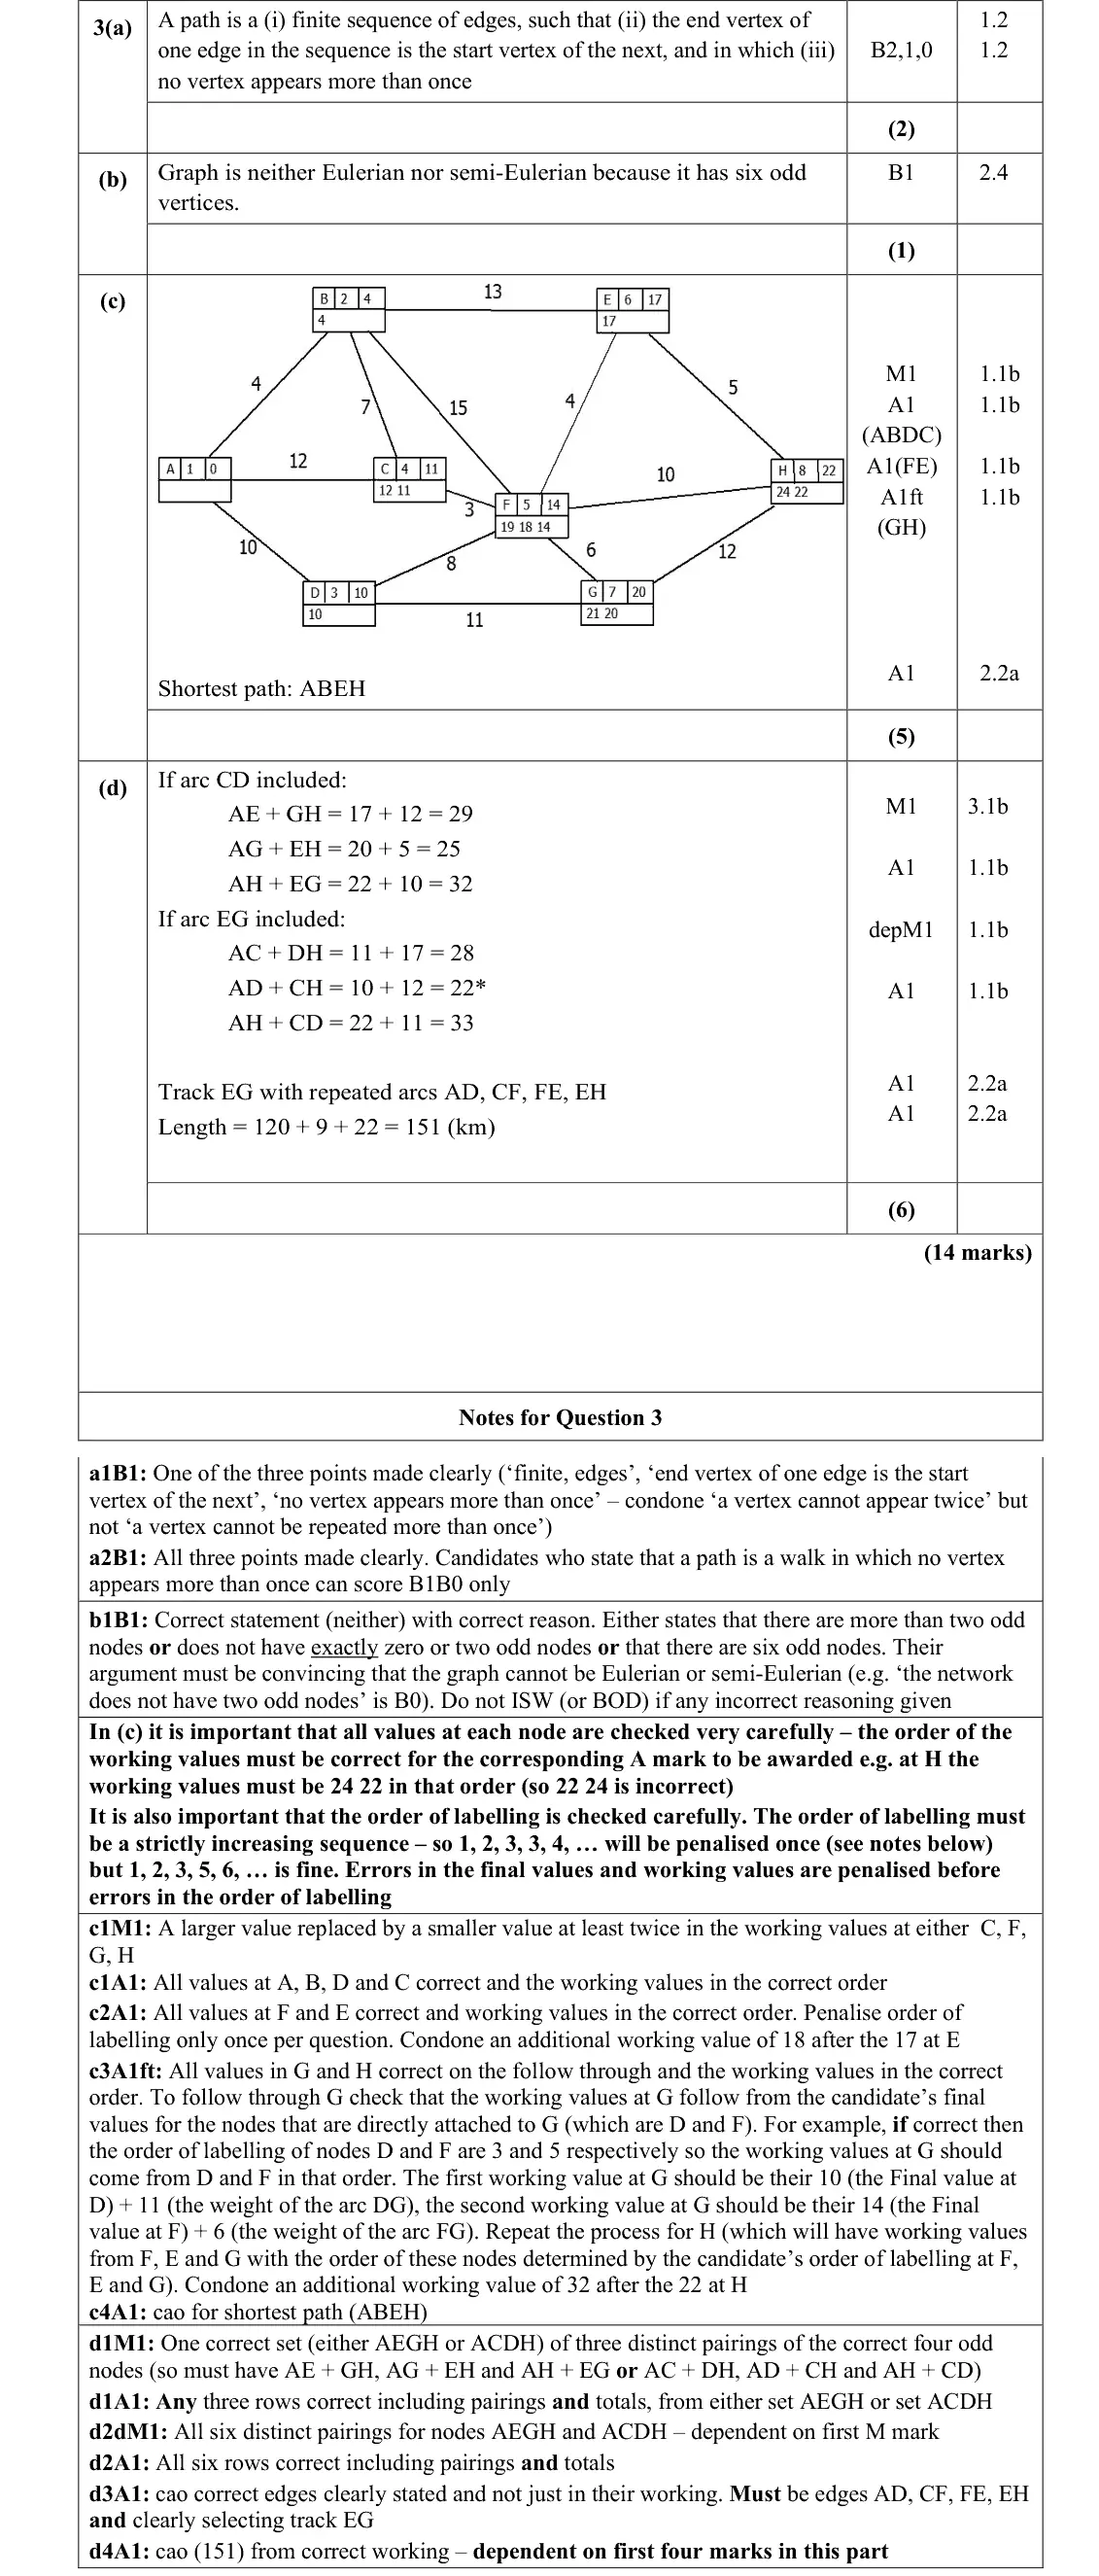 3(a)
A path is a (i) finite sequence of edges, such that (ii) the end vertex of
one edge in the sequence is the start vertex of the next, and in which (iii)
no vertex appears more than once
B2,1,0
1.2
1.2
(2)
(b)
Graph is neither Eulerian nor semi-Eulerian because it has six odd
vertices.
B1
2.4
(1)
(c)
B 2 4
4
13
E 6 17
17
4
7
15
4
5
A 1 0
12
C 4 11
12 11
3
F 5 14
19 18 14
10
H 8 22
24 22
10
8
6
12
D 3 10
10
11
G 7 20
21 20
Shortest path: ABEH
M1
A1
(ABDC)
A1(FE)
A1ft
(GH)
A1
1.1b
1.1b
1.1b
1.1b
2.2a
(5)
(d)
If arc CD included:
AE + GH = 17 + 12 = 29
AG + EH = 20 + 5 = 25
AH + EG = 22 + 10 = 32
If arc EG included:
AC + DH = 11 + 17 = 28
AD + CH = 10 + 12 = 22*
AH + CD = 22 + 11 = 33
Track EG with repeated arcs AD, CF, FE, EH
Length = 120 + 9 + 22 = 151 (km)
M1
A1
depM1
A1
A1
A1
3.1b
1.1b
1.1b
1.1b
2.2a
2.2a
(6)
(14 marks)
Notes for Question 3
a1B1: One of the three points made clearly (‘finite, edges’, ‘end vertex of one edge is the start
vertex of the next’, ‘no vertex appears more than once’ – condone ‘a vertex cannot appear twice’ but
not ‘a vertex cannot be repeated more than once’)
a2B1: All three points made clearly. Candidates who state that a path is a walk in which no vertex
appears more than once can score B1B0 only
b1B1: Correct statement (neither) with correct reason. Either states that there are more than two odd
nodes or does not have exactly zero or two odd nodes or that there are six odd nodes. Their
argument must be convincing that the graph cannot be Eulerian or semi-Eulerian (e.g. ‘the network
does not have two odd nodes’ is B0). Do not ISW (or BOD) if any incorrect reasoning given
In (c) it is important that all values at each node are checked very carefully – the order of the
working values must be correct for the corresponding A mark to be awarded e.g. at H the
working values must be 24 22 in that order (so 22 24 is incorrect)
It is also important that the order of labelling is checked carefully. The order of labelling must
be a strictly increasing sequence – so 1, 2, 3, 3, 4, … will be penalised once (see notes below)
but 1, 2, 3, 5, 6, … is fine. Errors in the final values and working values are penalised before
errors in the order of labelling
c1M1: A larger value replaced by a smaller value at least twice in the working values at either C, F,
G, H
c1A1: All values at A, B, D and C correct and the working values in the correct order
c2A1: All values at F and E correct and working values in the correct order. Penalise order of
labelling only once per question. Condone an additional working value of 18 after the 17 at E
c3A1ft: All values in G and H correct on the follow through and the working values in the correct
order. To follow through G check that the working values at G follow from the candidate’s final
values for the nodes that are directly attached to G (which are D and F). For example, if correct then
the order of labelling of nodes D and F are 3 and 5 respectively so the working values at G should
come from D and F in that order. The first working value at G should be their 10 (the Final value at
D) + 11 (the weight of the arc DG), the second working value at G should be their 14 (the Final
value at F) + 6 (the weight of the arc FG). Repeat the process for H (which will have working values
from F, E and G with the order of these nodes determined by the candidate’s order of labelling at F,
E and G). Condone an additional working value of 32 after the 22 at H
c4A1: cao for shortest path (ABEH)
d1M1: One correct set (either AEGH or ACDH) of three distinct pairings of the correct four odd
nodes (so must have AE + GH, AG + EH and AH + EG or AC + DH, AD + CH and AH + CD)
d1A1: Any three rows correct including pairings and totals, from either set AEGH or set ACDH
d2dM1: All six distinct pairings for nodes AEGH and ACDH – dependent on first M mark
d2A1: All six rows correct including pairings and totals
d3A1: cao correct edges clearly stated and not just in their working. Must be edges AD, CF, FE, EH
and clearly selecting track EG
d4A1: cao (151) from correct working – dependent on first four marks in this part